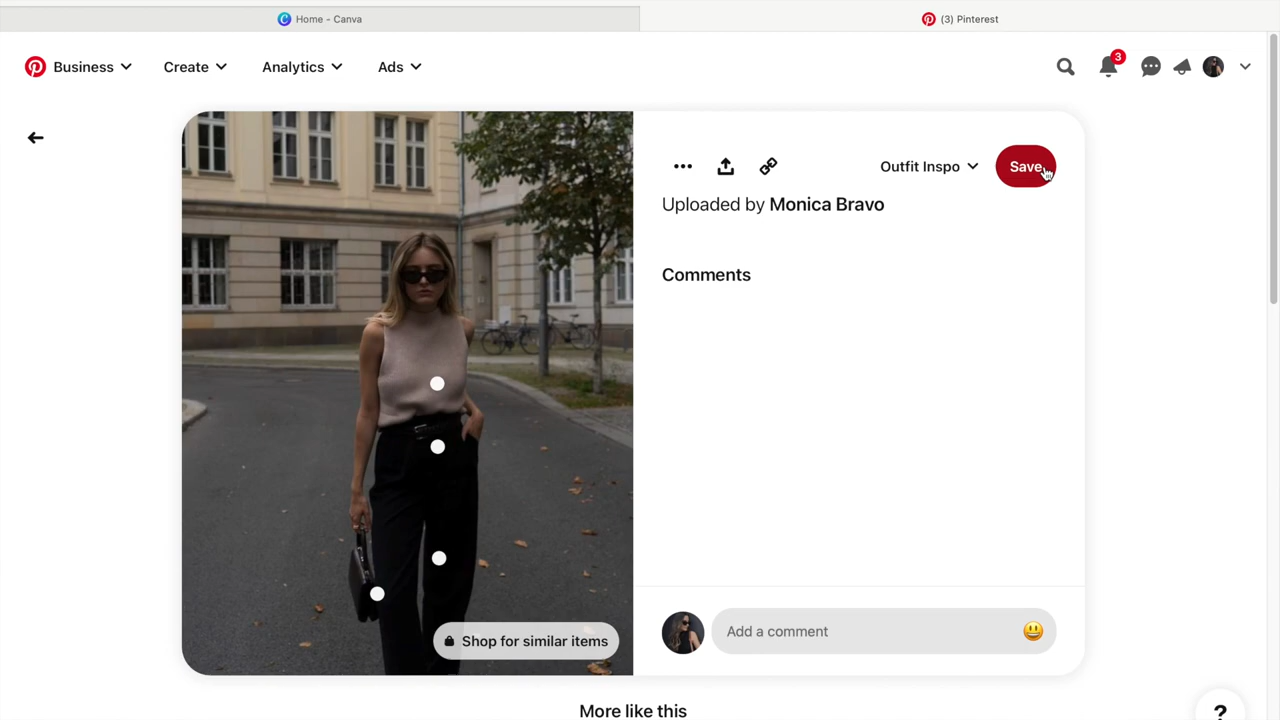 Home - Canva
(3) Pinterest
Business
Create
Analytics
Ads
3
Outfit Inspo
Save
Uploaded by Monica Bravo
Comments
Shop for similar items
Add a comment
More like this
?